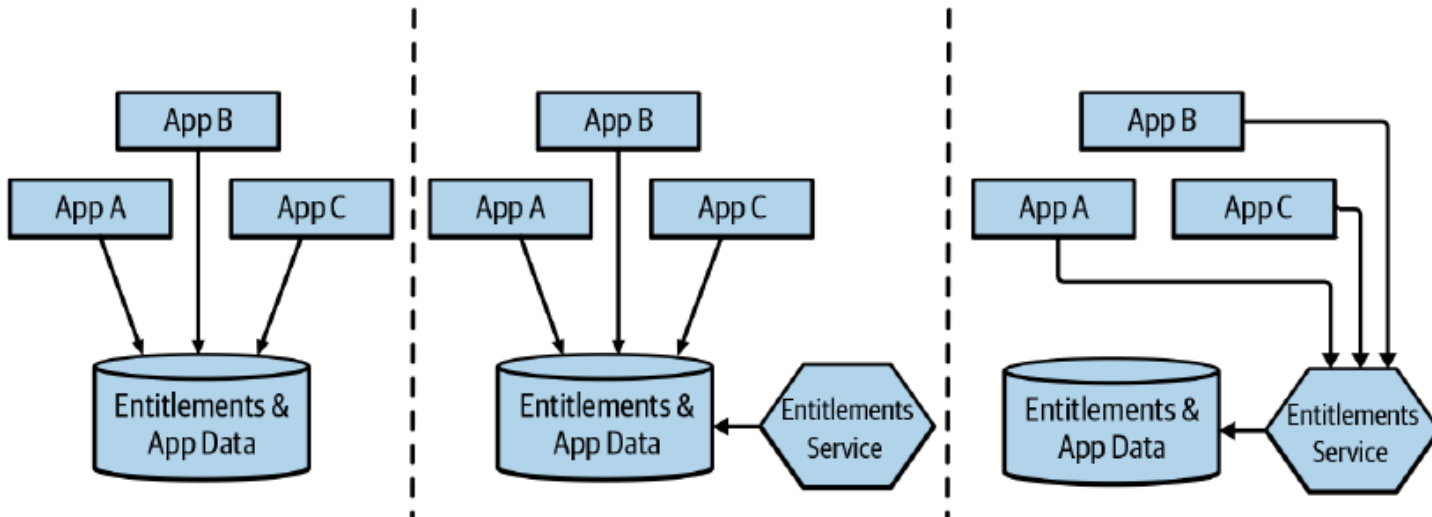 App B
App A
App C
Entitlements &
App Data
App B
App A
App C
Entitlements &
App Data
Entitlements
Service
App B
App A
App C
Entitlements &
App Data
Entitlements
Service